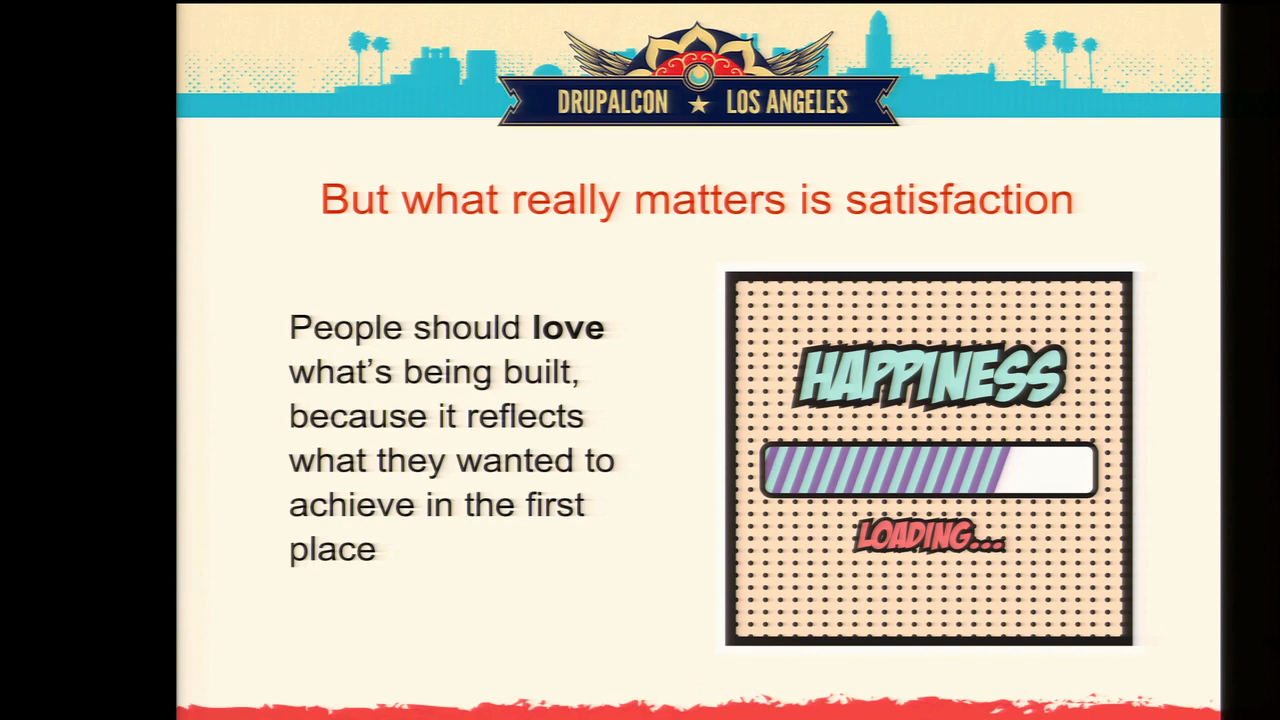 DRUPALCON ★ LOS ANGELES
But what really matters is satisfaction
People should love
what’s being built,
because it reflects
what they wanted to
achieve in the first
place
HAPPINESS
LOADING...